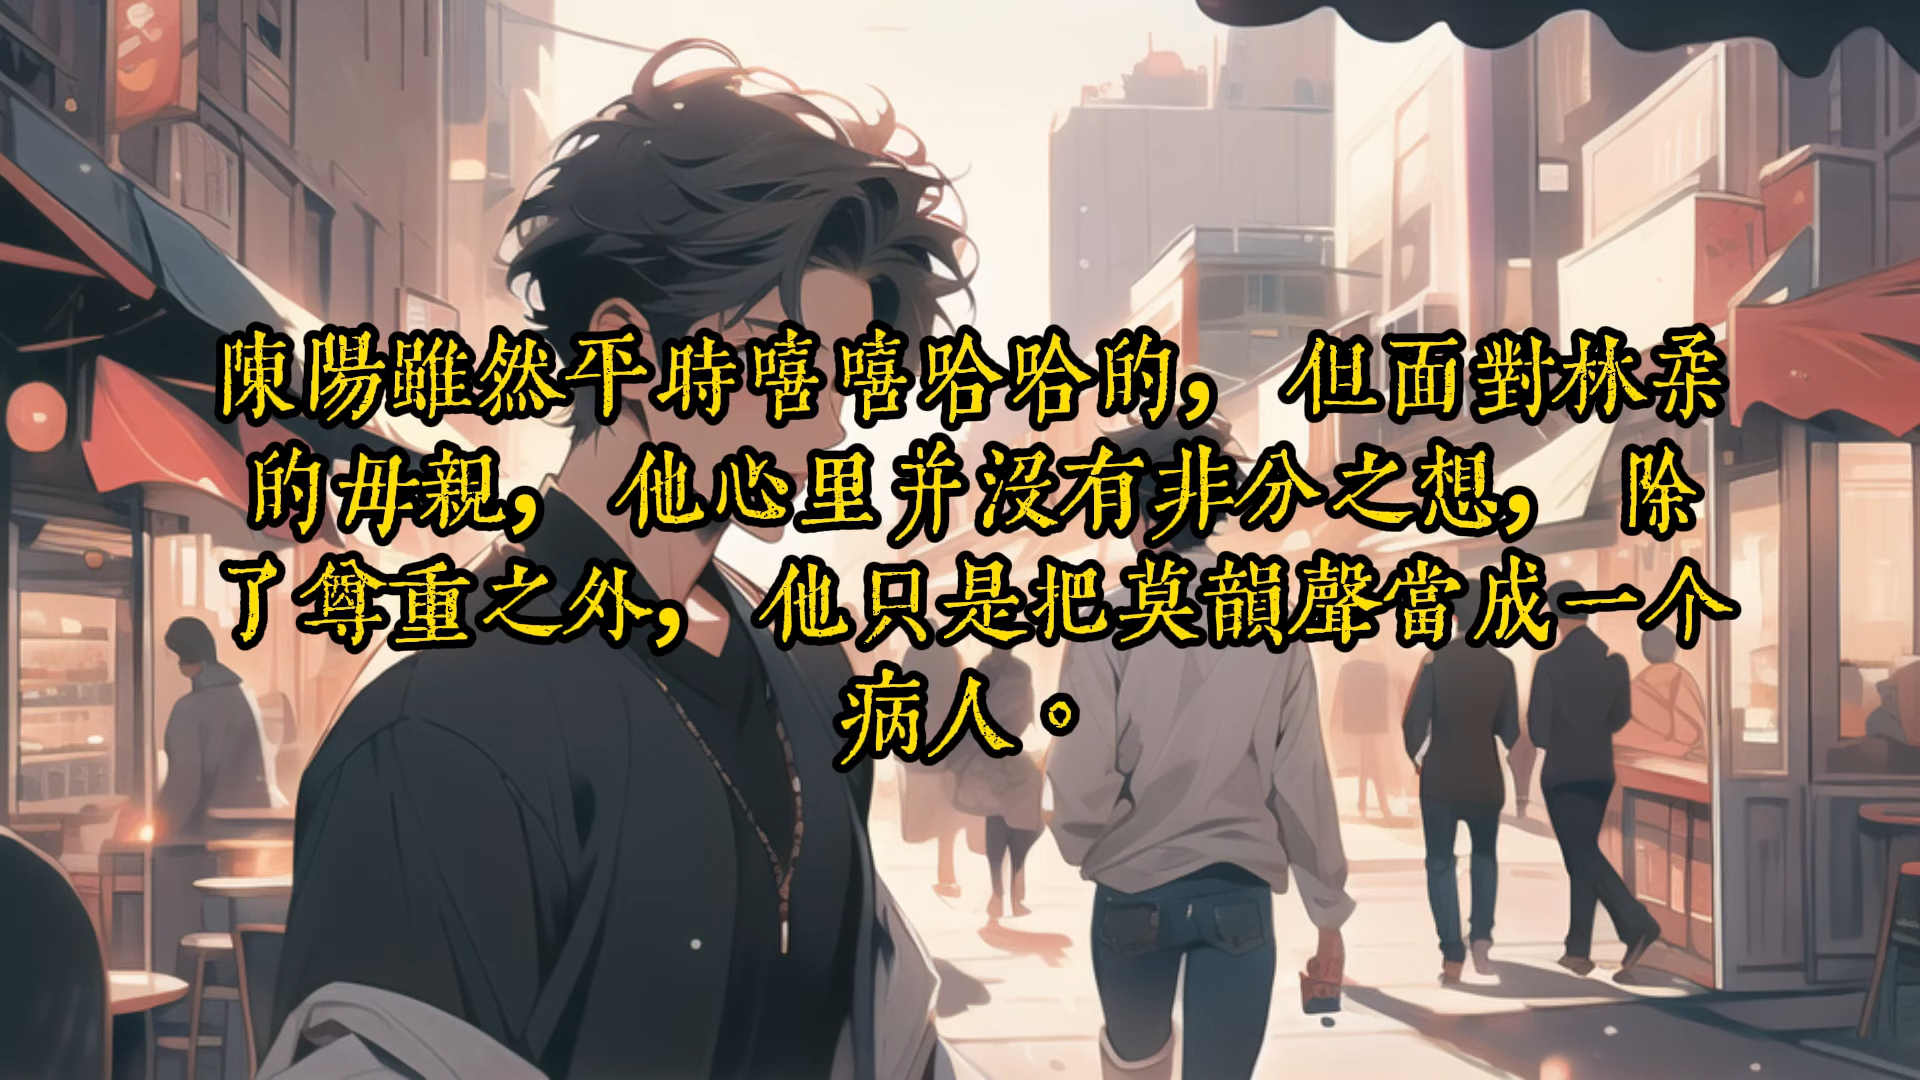 陳陽雖然平時嘻嘻哈哈的，但面對林柔
的母親，他心里并沒有非分之想，除
了尊重之外，他只是把莫韻聲當成一个
病人。